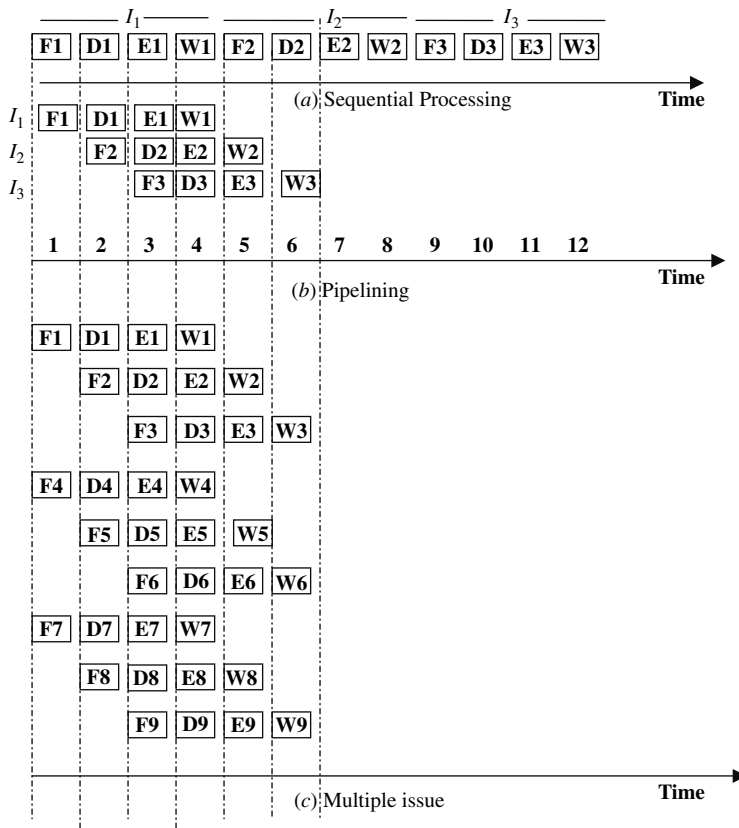 I1 I2 I3
F1 D1 E1 W1 F2 D2 E2 W2 F3 D3 E3 W3
(a) Sequential Processing Time
I1 F1 D1 E1 W1
I2 F2 D2 E2 W2
I3 F3 D3 E3 W3
1 2 3 4 5 6 7 8 9 10 11 12
Time
(b) Pipelining
F1 D1 E1 W1
F2 D2 E2 W2
F3 D3 E3 W3
F4 D4 E4 W4
F5 D5 E5 W5
F6 D6 E6 W6
F7 D7 E7 W7
F8 D8 E8 W8
F9 D9 E9 W9
Time
(c) Multiple issue